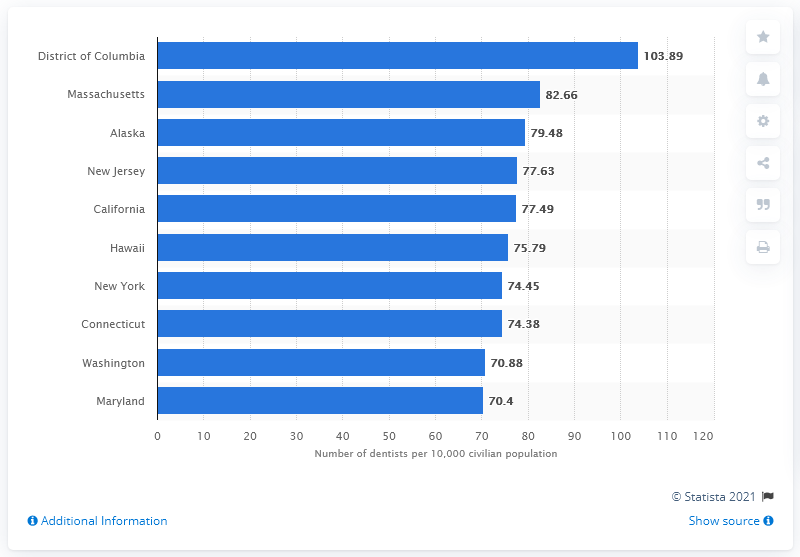 District of Columbia 103.89
Massachusetts 82.66
Alaska 79.48
New Jersey 77.63
California 77.49
Hawaii 75.79
New York 74.45
Connecticut 74.38
Washington 70.88
Maryland 70.4
0 10 20 30 40 50 60 70 80 90 100 110 120
Number of dentists per 10,000 civilian population
© Statista 2021
Additional Information Show source